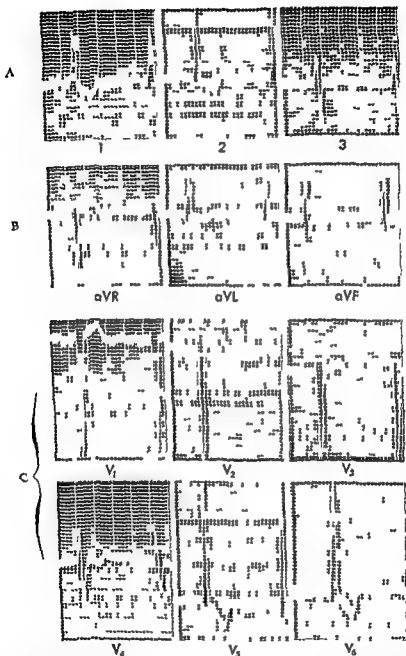 A
1 2 3
B
aVR aVL aVF
C
V₁ V₂ V₃
V₄ V₅ V₆